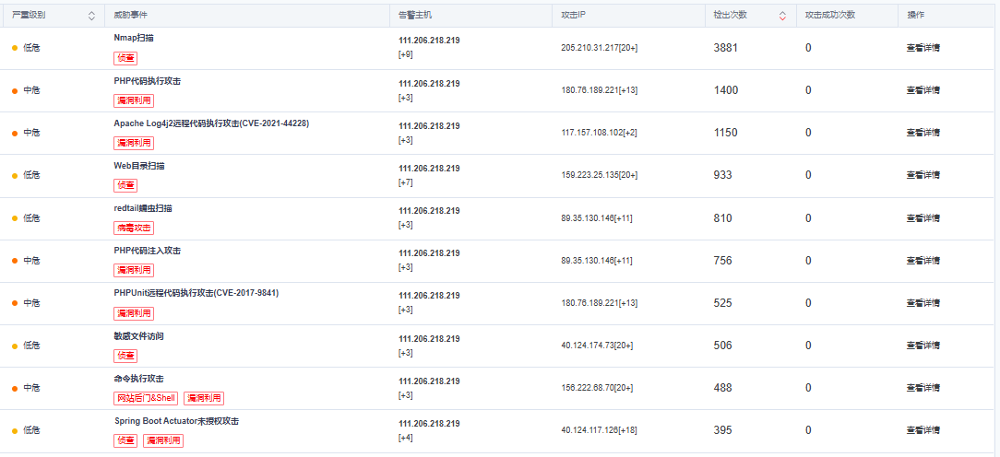 严重级别 威胁事件 告警主机 攻击IP 检出次数 攻击成功次数 操作
低危 Nmap扫描 侦查 111.206.218.219 [+9] 205.210.31.217[20+] 3881 0 查看详情
中危 PHP代码执行攻击 漏洞利用 111.206.218.219 [+3] 180.76.189.221[+13] 1400 0 查看详情
中危 Apache Log4j2远程代码执行攻击(CVE-2021-44228) 漏洞利用 111.206.218.219 [+3] 117.157.108.102[+2] 1150 0 查看详情
低危 Web目录扫描 侦查 111.206.218.219 [+7] 159.223.25.135[20+] 933 0 查看详情
低危 redtail蠕虫扫描 病毒攻击 111.206.218.219 [+3] 89.35.130.146[+11] 810 0 查看详情
中危 PHP代码注入攻击 漏洞利用 111.206.218.219 [+3] 89.35.130.146[+11] 756 0 查看详情
中危 PHPUnit远程代码执行攻击(CVE-2017-9841) 漏洞利用 111.206.218.219 [+3] 180.76.189.221[+13] 525 0 查看详情
低危 敏感文件访问 侦查 111.206.218.219 [+3] 40.124.174.73[20+] 506 0 查看详情
中危 命令执行攻击 网站后门&Shell 漏洞利用 111.206.218.219 [+3] 156.222.68.70[20+] 488 0 查看详情
低危 Spring Boot Actuator未授权攻击 侦查 漏洞利用 111.206.218.219 [+4] 40.124.117.126[+18] 395 0 查看详情